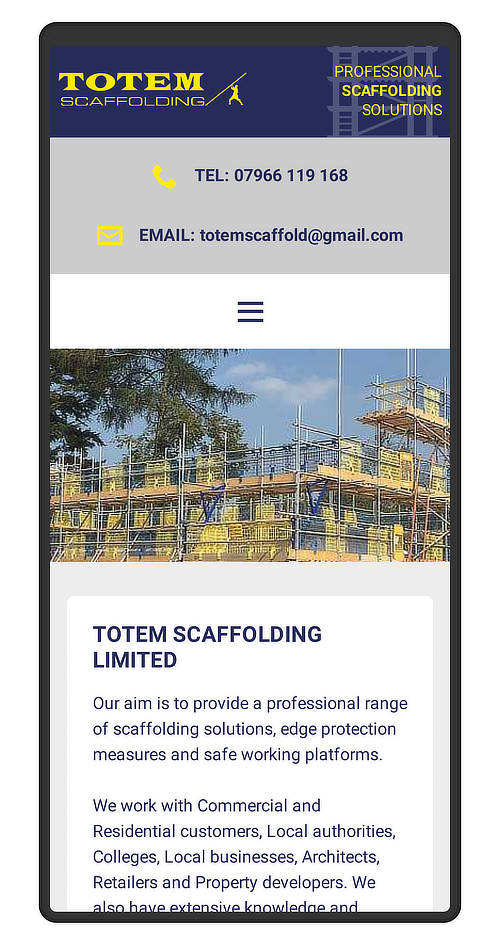 TOTEM
SCAFFOLDING
PROFESSIONAL
SCAFFOLDING
SOLUTIONS
TEL: 07966 119 168
EMAIL: totemscaffold@gmail.com
TOTEM SCAFFOLDING
LIMITED
Our aim is to provide a professional range
of scaffolding solutions, edge protection
measures and safe working platforms.
We work with Commercial and
Residential customers, Local authorities,
Colleges, Local businesses, Architects,
Retailers and Property developers. We
also have extensive knowledge and